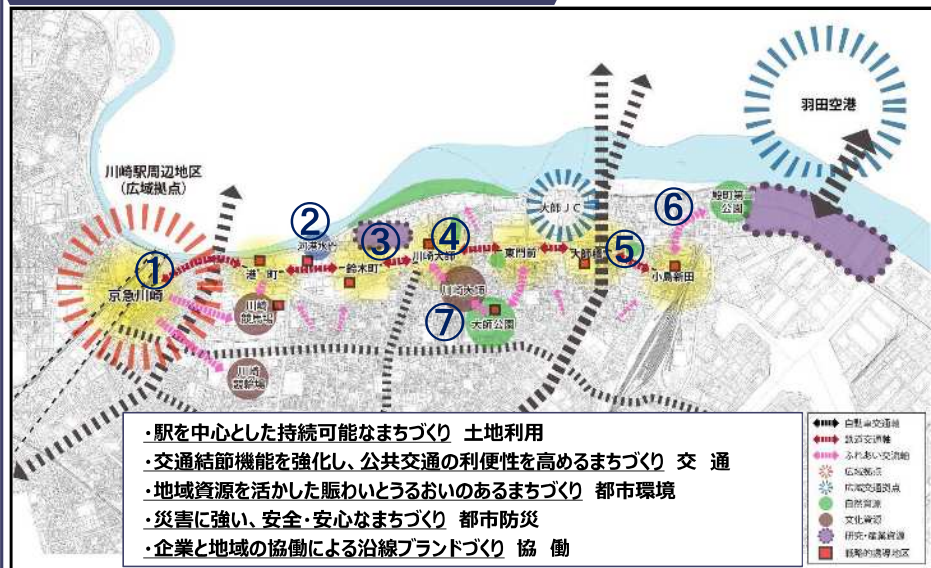 羽田空港
川崎駅周辺地区
(広域拠点)
殿町第二
公園
⑥
②
河港水門
大師JC
③
④
①
港 町
鈴木町
川崎大師
東門前
大師橋
⑤
小島新田
京急川崎
川崎
競馬場
川崎大師
⑦
大師公園
川崎
競輪場
・駅を中心とした持続可能なまちづくり 土地利用
・交通結節機能を強化し、公共交通の利便性を高めるまちづくり 交 通
・地域資源を活かした賑わいとうるおいのあるまちづくり 都市環境
・災害に強い、安全・安心なまちづくり 都市防災
・企業と地域の協働による沿線ブランドづくり 協 働
自動車交通軸
鉄道交通軸
ふれあい交流軸
広域拠点
広域交通拠点
自然資源
文化資源
研究・産業資源
戦略的誘導地区